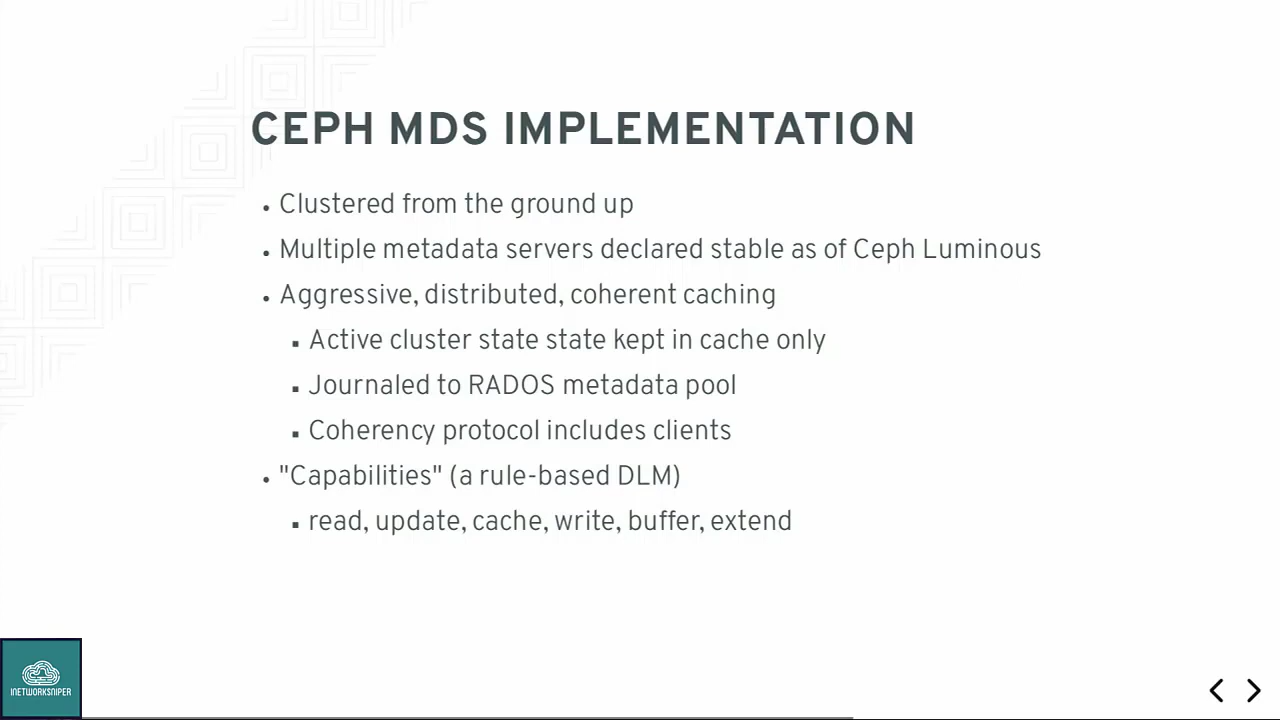 CEPH MDS IMPLEMENTATION
• Clustered from the ground up
• Multiple metadata servers declared stable as of Ceph Luminous
• Aggressive, distributed, coherent caching
▪ Active cluster state state kept in cache only
▪ Journaled to RADOS metadata pool
▪ Coherency protocol includes clients
• "Capabilities" (a rule-based DLM)
▪ read, update, cache, write, buffer, extend
INETWORKSNIPER